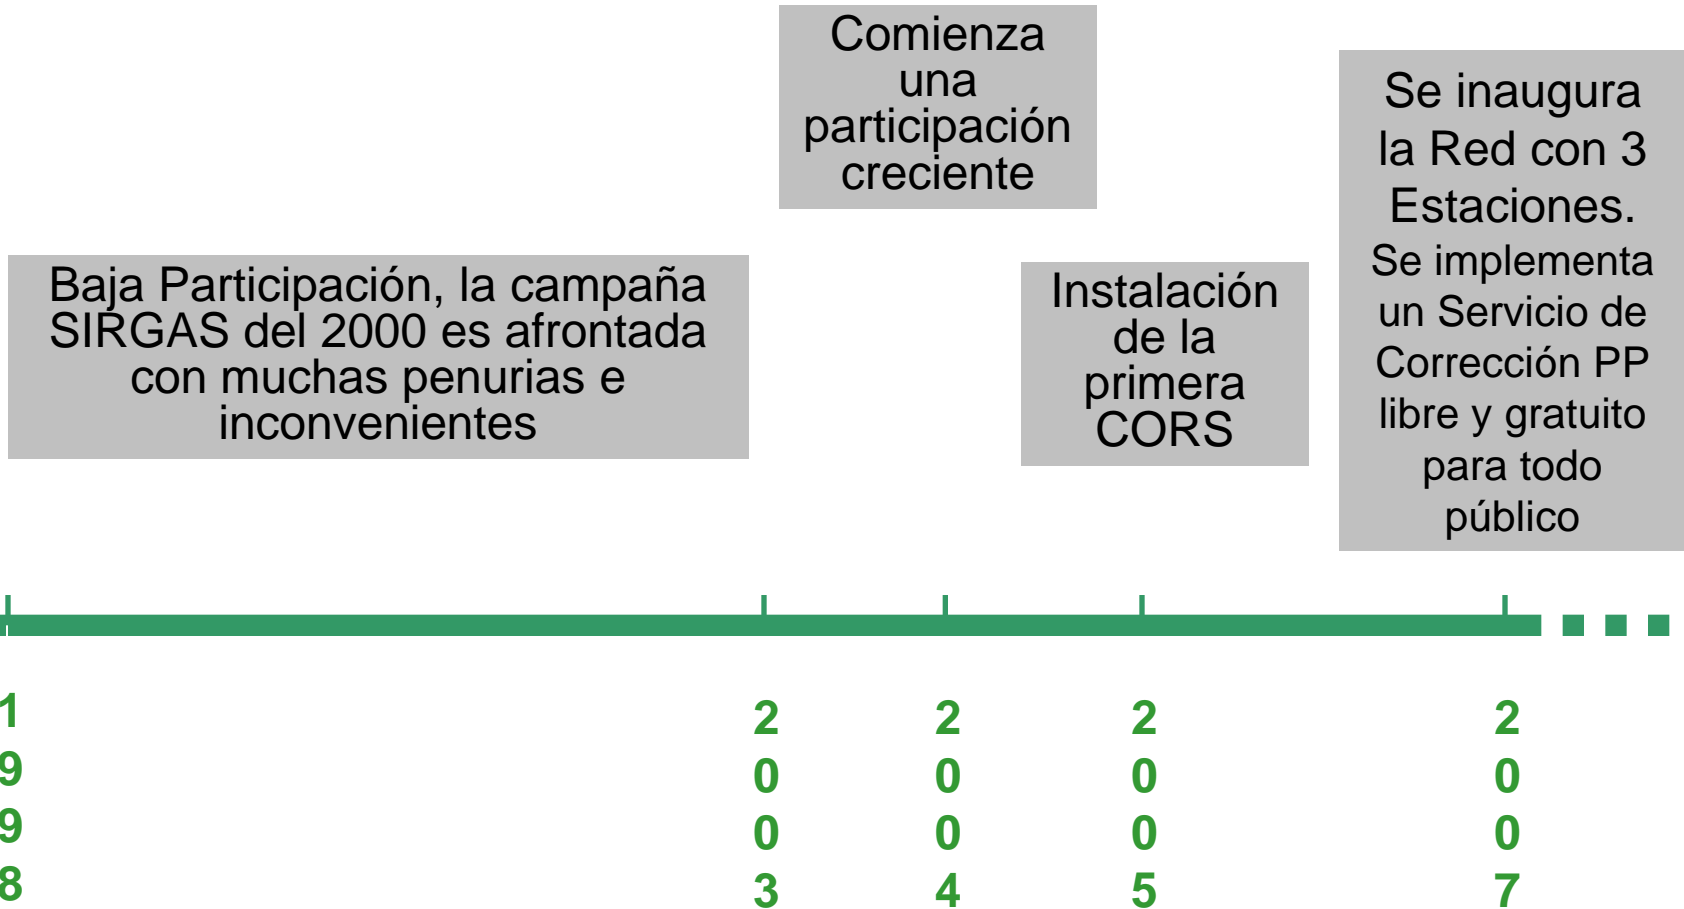 Comienza
una
participación
creciente
Se inaugura
la Red con 3
Estaciones.
Se implementa
un Servicio de
Corrección PP
libre y gratuito
para todo
público
Baja Participación, la campaña
SIRGAS del 2000 es afrontada
con muchas penurias e
inconvenientes
Instalación
de la
primera
CORS
1
9
9
8
2
0
0
3
2
0
0
4
2
0
0
5
2
0
0
7